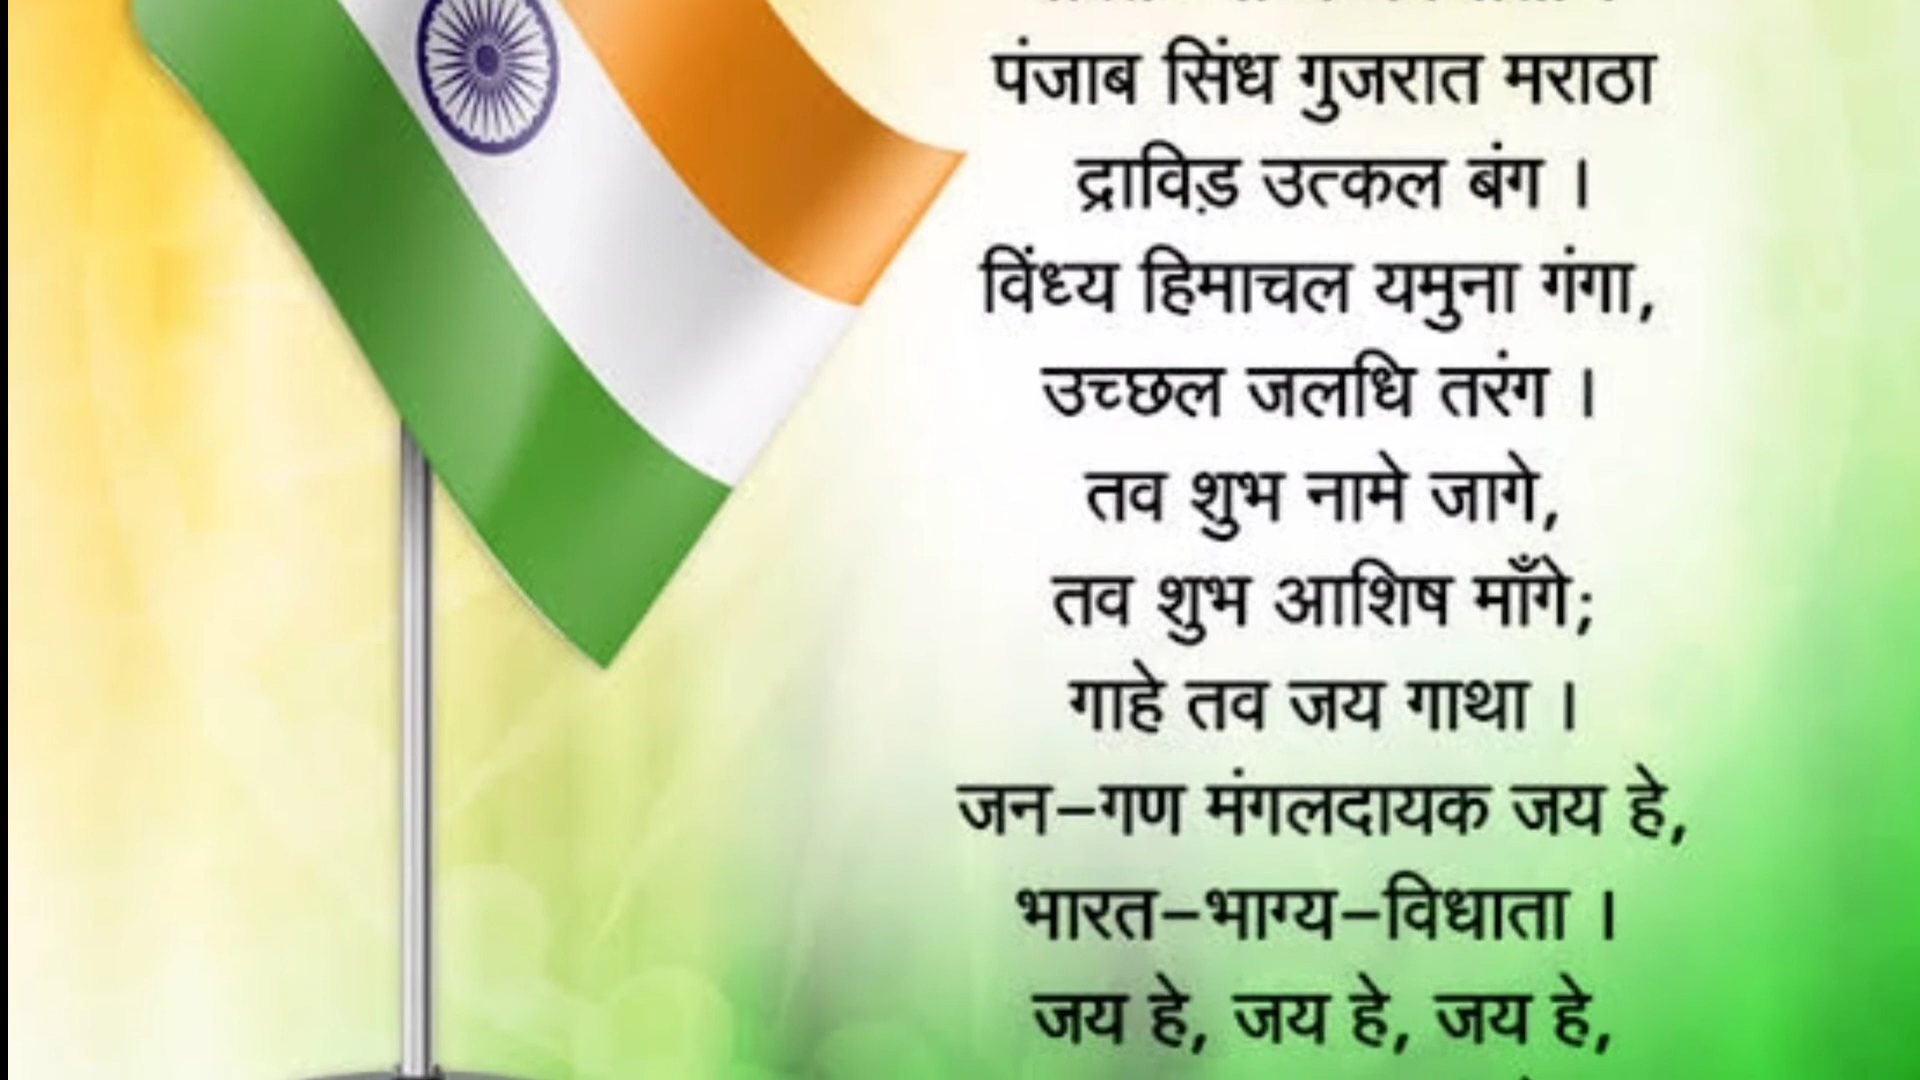 पंजाब सिंध गुजरात मराठा
द्राविड़ उत्कल बंग ।
विंध्य हिमाचल यमुना गंगा,
उच्छल जलधि तरंग ।
तव शुभ नामे जागे,
तव शुभ आशिष माँगे;
गाहे तव जय गाथा ।
जन–गण मंगलदायक जय हे,
भारत–भाग्य–विधाता ।
जय हे, जय हे, जय हे,